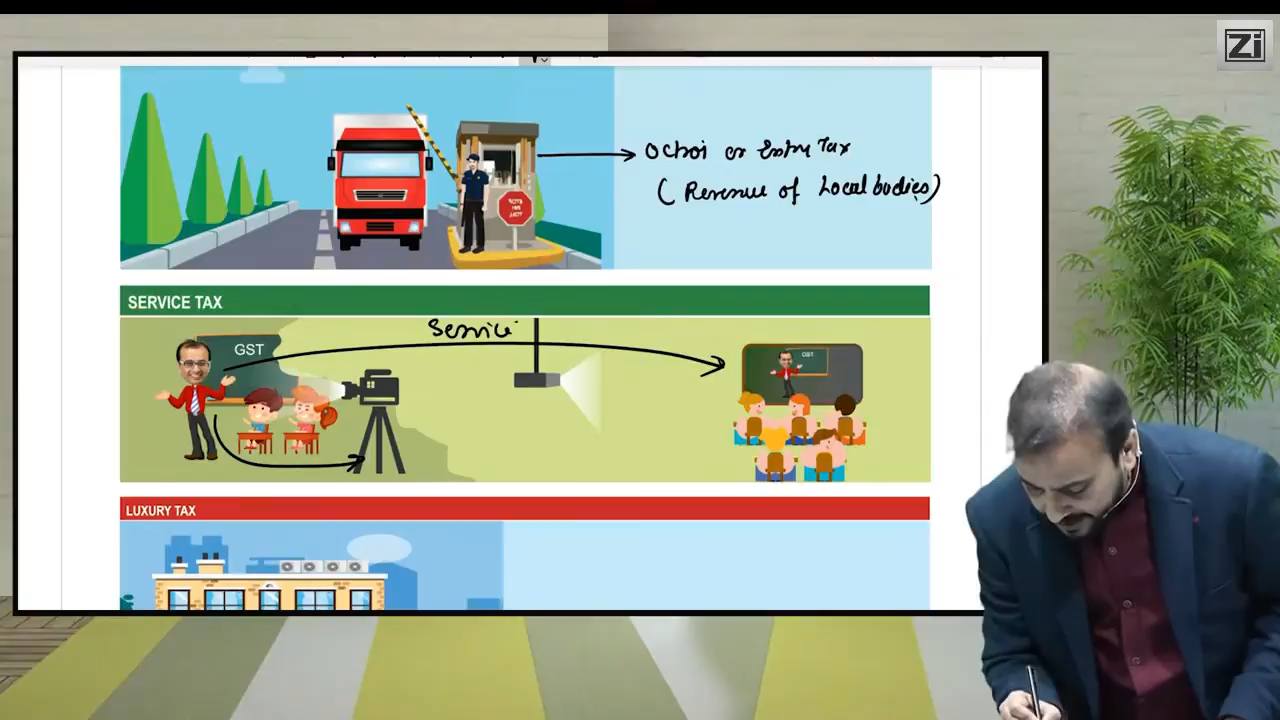 Zi
Octroi or Entry Tax
(Revenue of Local bodies)
SERVICE TAX
Service
GST
GST
LUXURY TAX